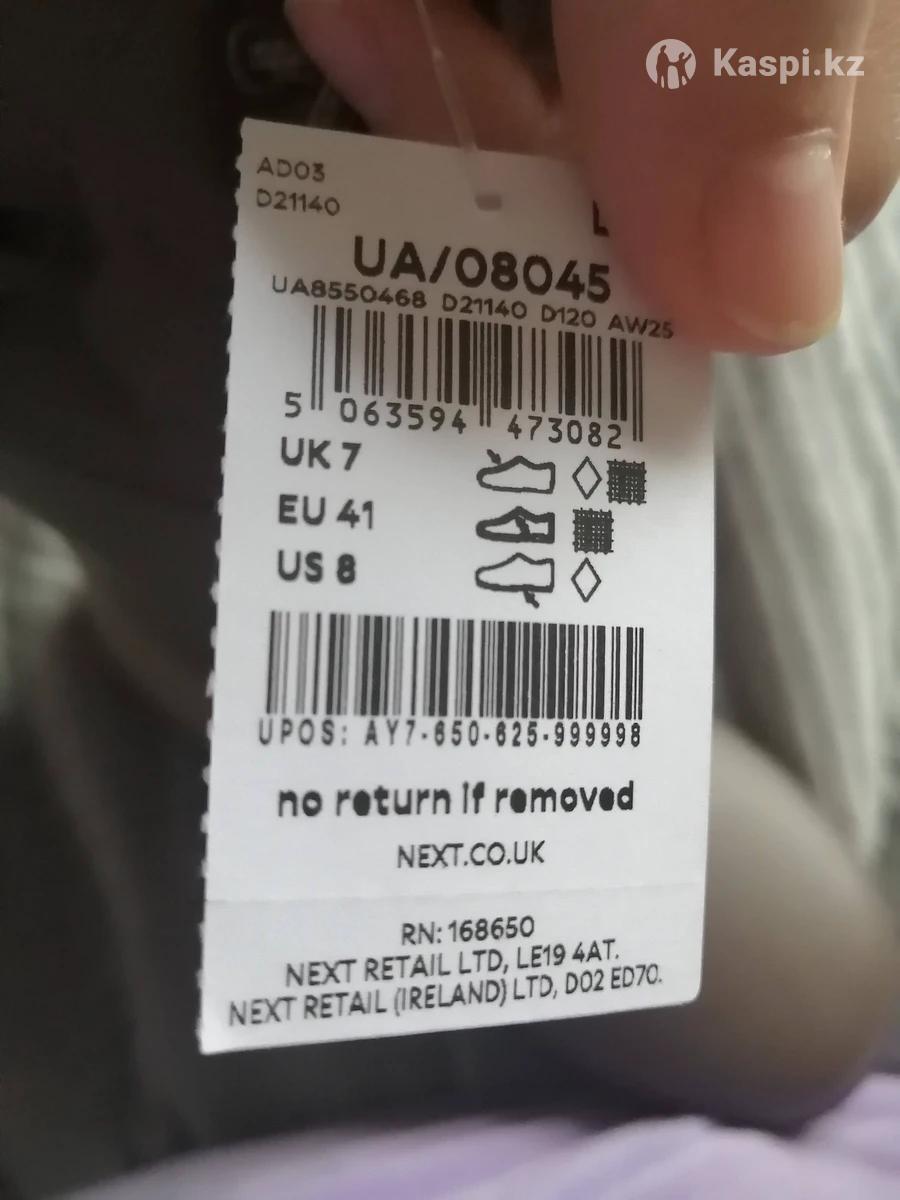 Kaspi.kz
AD03
D21140
UA/08045
UA8550468 D21140 D120 AW25
5 063594 473082
UK 7
EU 41
US 8
UPOS: AY7-650-625-999998
no return if removed
NEXT.CO.UK
RN: 168650
NEXT RETAIL LTD, LE19 4AT.
NEXT RETAIL (IRELAND) LTD, D02 ED70.